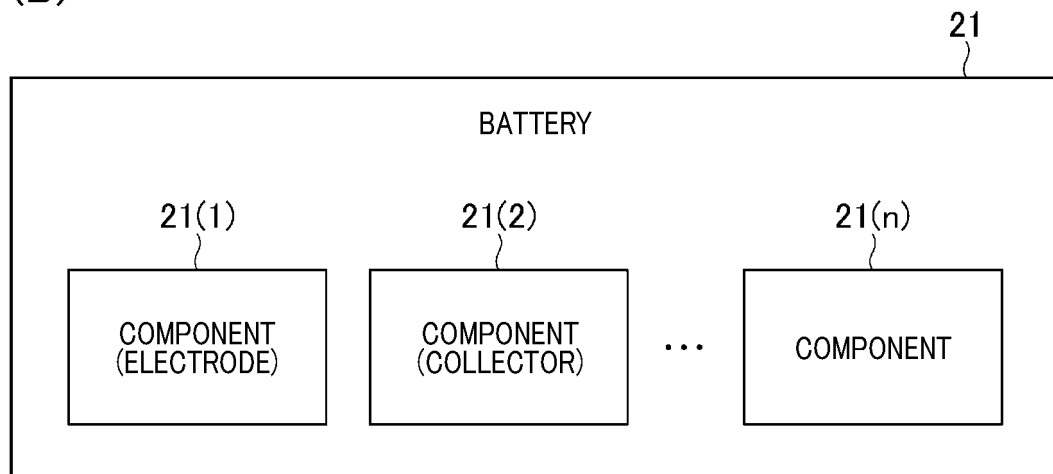 21
BATTERY
21(1)
21(2)
21(n)
COMPONENT
(ELECTRODE)
COMPONENT
(COLLECTOR)
...
COMPONENT